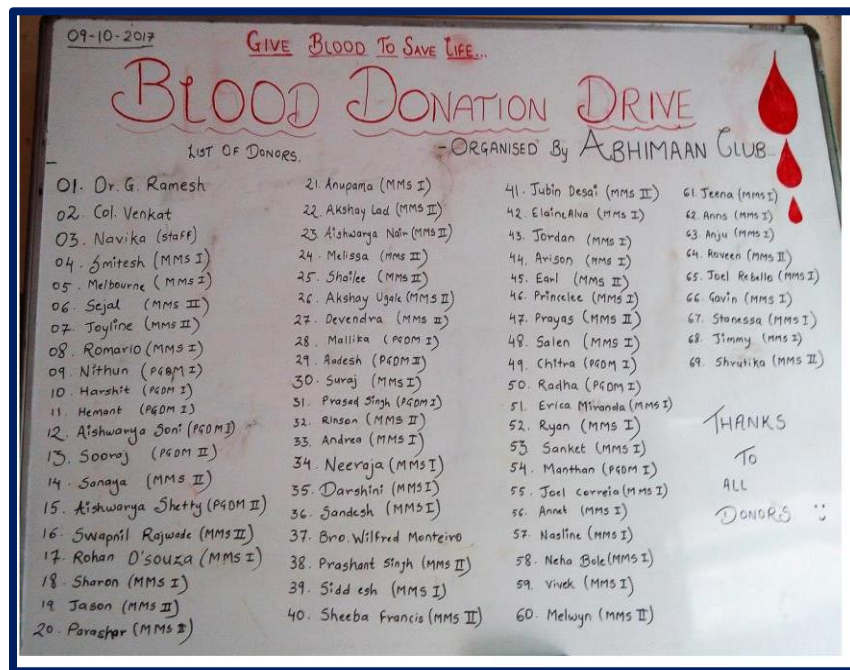 09-10-2017
GIVE BLOOD TO SAVE LIFE...
BLOOD DONATION DRIVE
LIST OF DONORS.
- ORGANISED By ABHIMAAN CLUB
01. Dr. G. Ramesh
02. Col. Venkat
03. Navika (staff)
04. Smitesh (MMS I)
05. Melbourne (MMS I)
06. Sejal (MMS II)
07. Joyline (MMS II)
08. Romario (MMS I)
09. Nithun (PGDM I)
10. Harshit (PGDM I)
11. Hemant (PGDM I)
12. Aishwarya Soni (PGDM I)
13. Sooraj (PGDM II)
14. Sanaya (MMS II)
15. Aishwarya Shetty (PGDM II)
16. Swapnil Rajwade (MMS II)
17. Rohan D'souza (MMS I)
18. Sharon (MMS I)
19 Jason (MMS II)
20. Parashar (MMS II)
21. Anupama (MMS I)
22. Akshay Lad (MMS II)
23. Aishwarya Nair (MMS II)
24. Melissa (MMS II)
25. Shailee (MMS II)
26. Akshay Ugale (MMS II)
27. Devendra (MMS II)
28. Mallika (PGDM I)
29. Aadesh (PGDM II)
30. Suraj (MMS I)
31. Prasad Singh (PGDM I)
32. Rinson (MMS II)
33. Andrea (MMS I)
34. Neeraja (MMS I)
35. Darshini (MMS I)
36. Sandesh (MMS I)
37. Bro. Wilfred Monteiro
38. Prashant Singh (MMS II)
39. Siddesh (MMS I)
40. Sheeba Francis (MMS II)
41. Jubin Desai (MMS II)
42. Elaine Alva (MMS I)
43. Jordan (MMS I)
44. Arison (MMS I)
45. Earl (MMS II)
46. Princelee (MMS I)
47. Prayas (MMS II)
48. Salen (MMS I)
49. Chitra (PGDM I)
50. Radha (PGDM I)
51. Erica Miranda (MMS I)
52. Ryan (MMS I)
53. Sanket (MMS I)
54. Manthan (PGDM I)
55. Joel Correia (MMS I)
56. Annet (MMS I)
57. Nasline (MMS I)
58. Neha Bole (MMS I)
59. Vivek (MMS I)
60. Melwyn (MMS II)
61. Jeena (MMS I)
62. Anns (MMS I)
63. Anju (MMS I)
64. Raveen (MMS II)
65. Joel Rebello (MMS I)
66. Gavin (MMS I)
67. Stanessa (MMS I)
68. Jimmy (MMS I)
69. Shrutika (MMS II)
THANKS
TO
ALL
DONORS